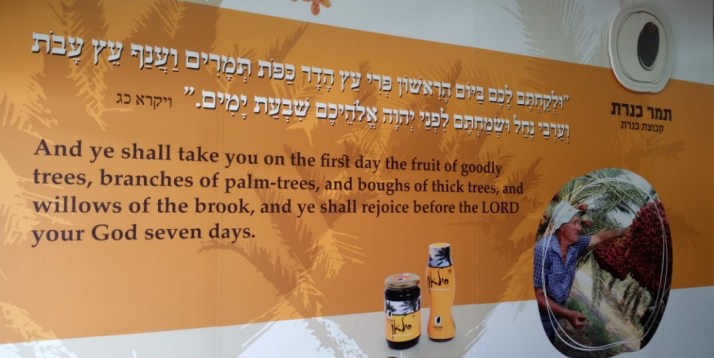 "וּלְקַחְתֶּם לָכֶם בַּיּוֹם הָרִאשׁוֹן פְּרִי עֵץ הָדָר כַּפֹּת תְּמָרִים וַעֲנַף עֵץ עָבֹת
וְעַרְבֵי נָחַל וּשְׂמַחְתֶּם לִפְנֵי יְהוָה אֱלֹהֵיכֶם שִׁבְעַת יָמִים." ויקרא כג
And ye shall take you on the first day the fruit of goodly
trees, branches of palm-trees, and boughs of thick trees, and
willows of the brook, and ye shall rejoice before the LORD
your God seven days.
תמר כנרת
קבוצת כנרת
סילאן
סילאן